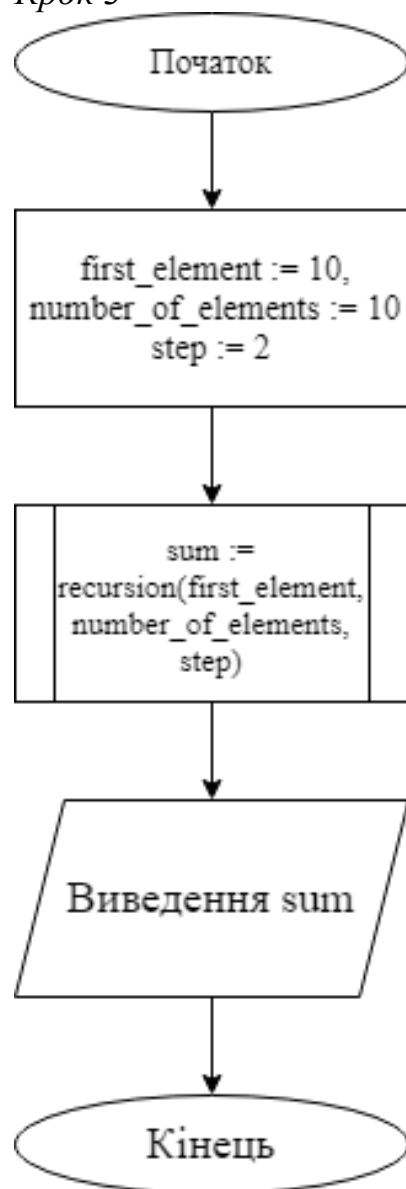 Крок 3
Початок
first_element := 10,
number_of_elements := 10
step := 2
sum :=
recursion(first_element,
number_of_elements,
step)
Виведення sum
Кінець